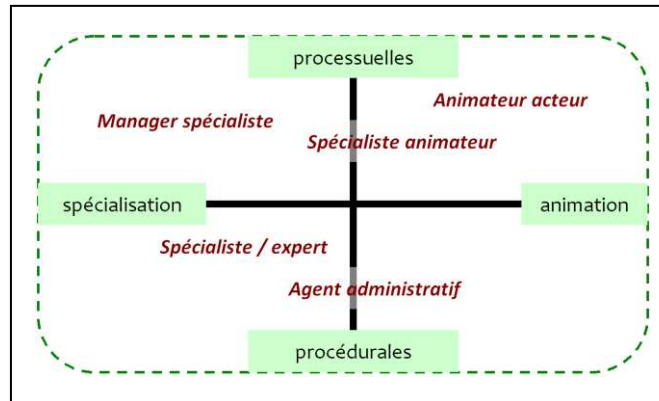 processuelles
Animateur acteur
Manager spécialiste
Spécialiste animateur
spécialisation
animation
Spécialiste / expert
Agent administratif
procédurales